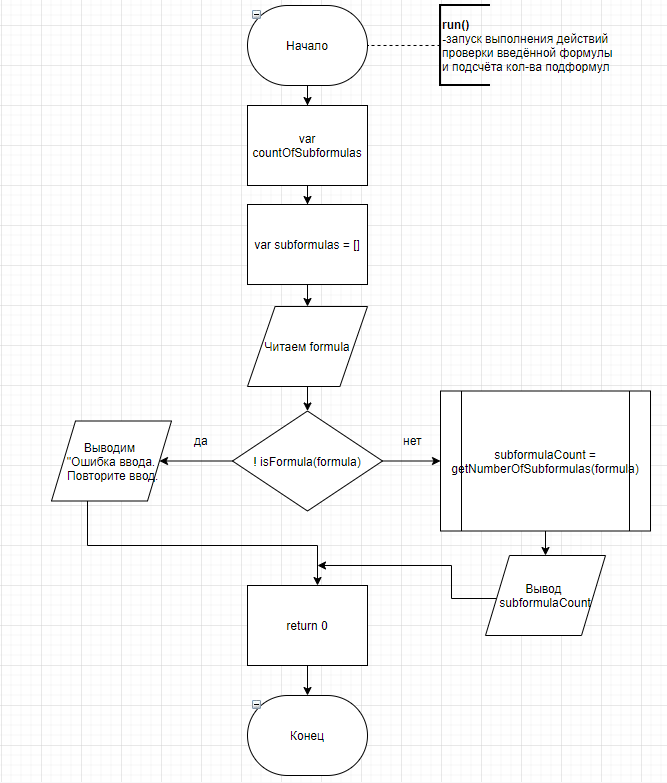 Начало
run()
-запуск выполнения действий
проверки введённой формулы
и подсчёта кол-ва подформул
var
countOfSubformulas
var subformulas = []
Читаем formula
! isFormula(formula)
да
нет
Выводим
"Ошибка ввода.
Повторите ввод.
subformulaCount =
getNumberOfSubformulas(formula)
Вывод
subformulaCount
return 0
Конец